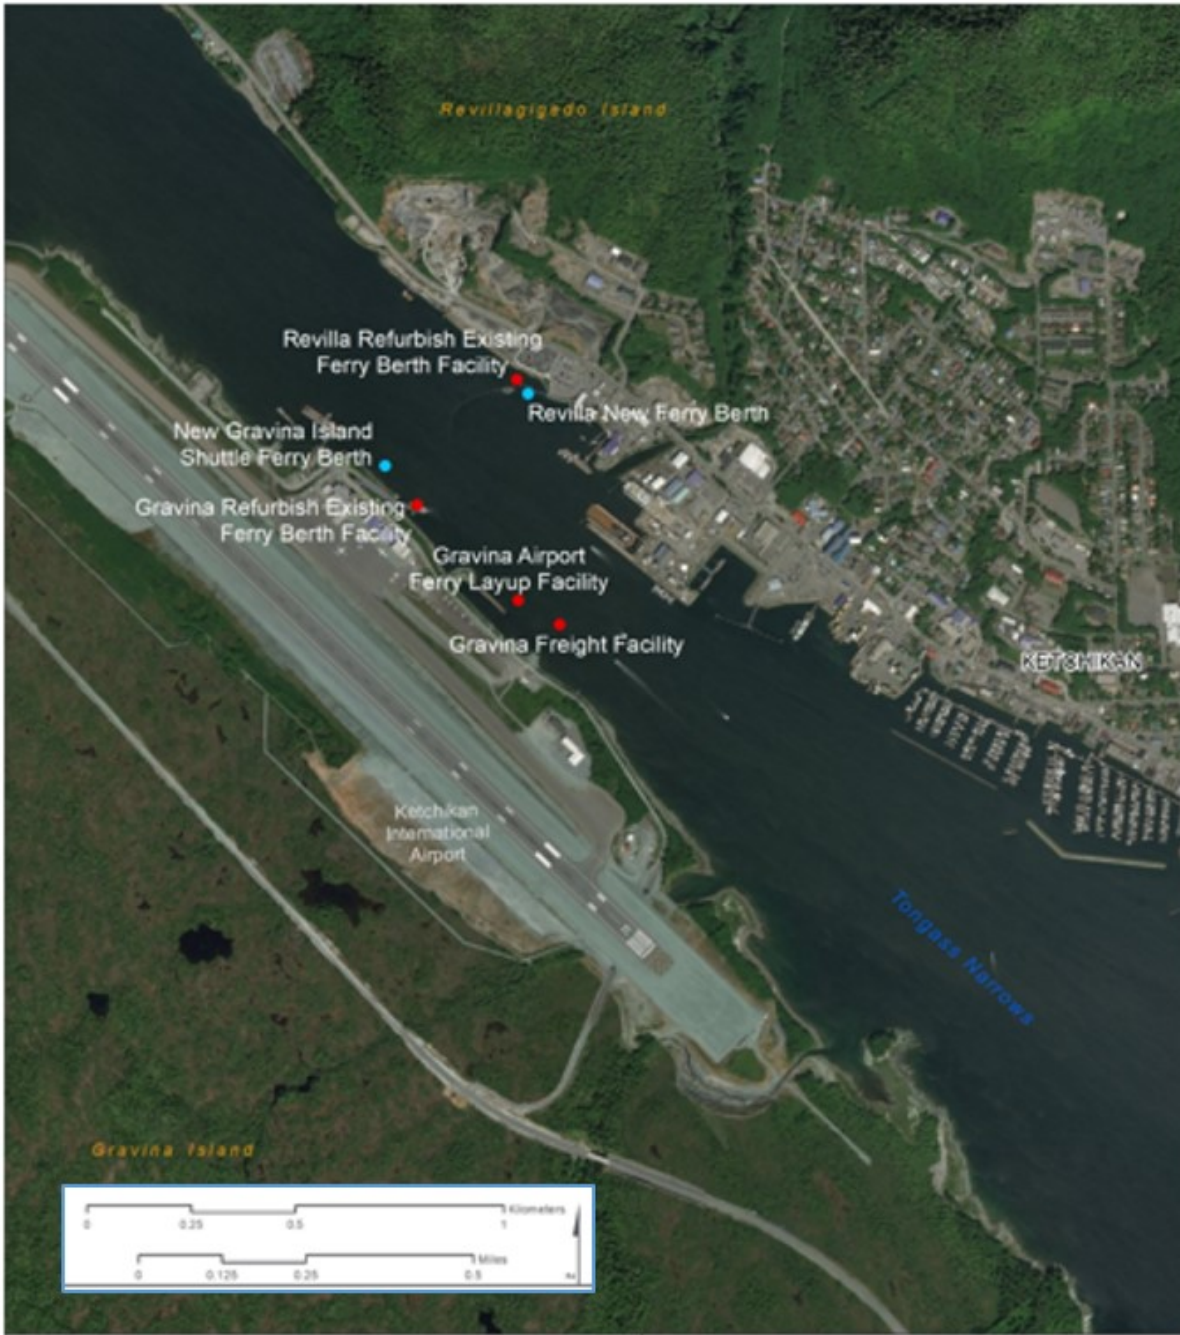 Revillagigedo Island
Revilla Refurbish Existing
Ferry Berth Facility
Revilla New Ferry Berth
New Gravina Island
Shuttle Ferry Berth
Gravina Refurbish Existing
Ferry Berth Facility
Gravina Airport
Ferry Layup Facility
Gravina Freight Facility
KETCHIKAN
Ketchikan
International
Airport
Tongass Narrows
Gravina Island
Kilometers
0 0.25 0.5 1
Miles
0 0.125 0.25 0.5